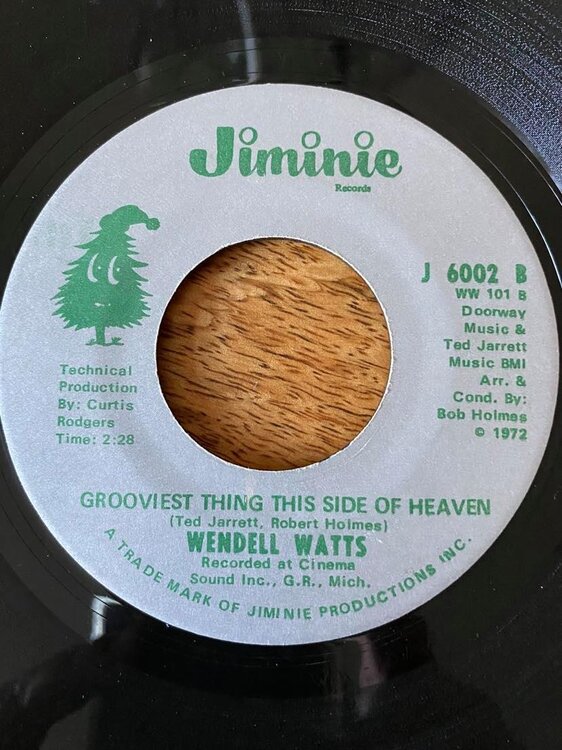 Jiminie
Records
J 6002 B
WW 101 B
Doorway
Music &
Ted Jarrett
Music BMI
Arr. &
Cond. By:
Bob Holmes
© 1972
Technical
Production
By: Curtis
Rodgers
Time: 2:28
GROOVIEST THING THIS SIDE OF HEAVEN
(Ted Jarrett, Robert Holmes)
WENDELL WATTS
Recorded at Cinema
Sound Inc., G.R., Mich.
A TRADE MARK OF JIMINIE PRODUCTIONS INC.